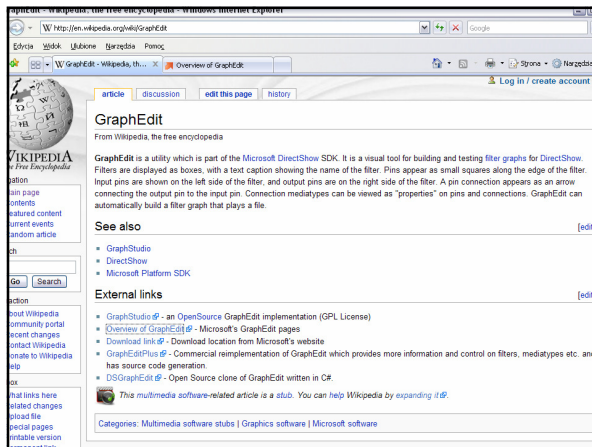 GraphEdit - Wikipedia, the free encyclopedia - Windows Internet Explorer
W http://en.wikipedia.org/wiki/GraphEdit
Google
Edycja Widok Ulubione Narzędzia Pomoc
W GraphEdit - Wikipedia, th... X Overview of GraphEdit
Strona Narzędzia
Log in / create account
article discussion edit this page history
WIKIPEDIA
The Free Encyclopedia
GraphEdit
From Wikipedia, the free encyclopedia
GraphEdit is a utility which is part of the Microsoft DirectShow SDK. It is a visual tool for building and testing filter graphs for DirectShow.
Filters are displayed as boxes, with a text caption showing the name of the filter. Pins appear as small squares along the edge of the filter.
Input pins are shown on the left side of the filter, and output pins are on the right side of the filter. A pin connection appears as an arrow
connecting the output pin to the input pin. Connection mediatypes can be viewed as "properties" on pins and connections. GraphEdit can
automatically build a filter graph that plays a file.
See also [edit
GraphStudio
DirectShow
Microsoft Platform SDK
External links [edit
GraphStudio - an OpenSource GraphEdit implementation (GPL License)
Overview of GraphEdit - Microsoft's GraphEdit pages
Download link - Download location from Microsoft's website
GraphEditPlus - Commercial reimplementation of GraphEdit which provides more information and control on filters, mediatypes etc. and
has source code generation.
DSGraphEdit - Open Source clone of GraphEdit written in C#.
This multimedia software-related article is a stub. You can help Wikipedia by expanding it.
Categories: Multimedia software stubs | Graphics software | Microsoft software
gation
ain page
ontents
eatured content
urrent events
andom article
ch
Go Search
action
bout Wikipedia
ommunity portal
ecent changes
ontact Wikipedia
onate to Wikipedia
elp
ox
hat links here
elated changes
pload file
pecial pages
rintable version